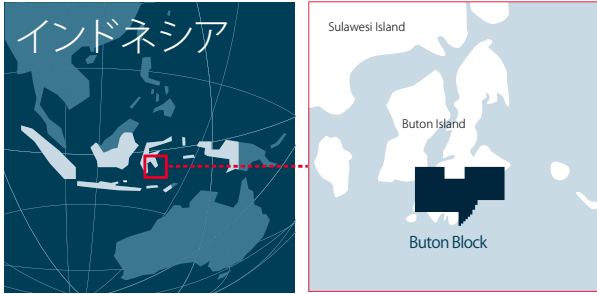 インドネシア
Sulawesi Island
Buton Island
Buton Block